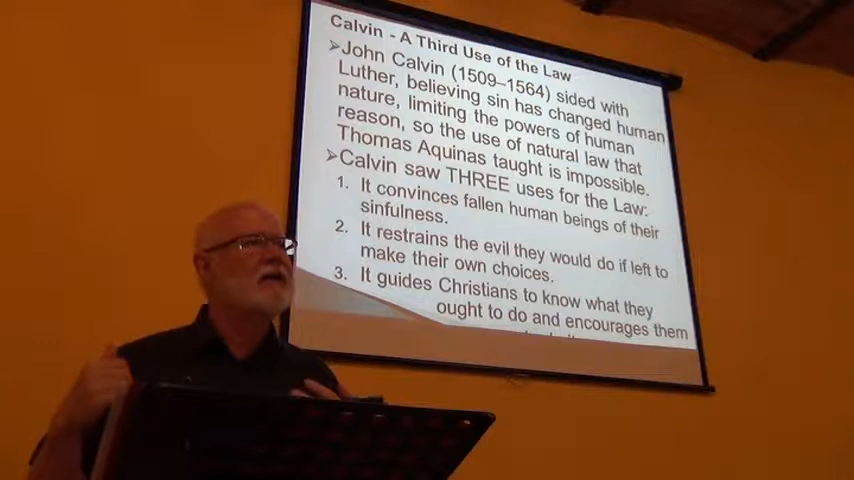 Calvin - A Third Use of the Law
➢John Calvin (1509–1564) sided with
Luther, believing sin has changed human
nature, limiting the powers of human
reason, so the use of natural law that
Thomas Aquinas taught is impossible.
➢Calvin saw THREE uses for the Law:
1. It convinces fallen human beings of their
sinfulness.
2. It restrains the evil they would do if left to
make their own choices.
3. It guides Christians to know what they
ought to do and encourages them